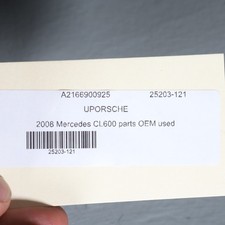 A2166900925 25203-121
UPORSCHE
2008 Mercedes CL600 parts OEM used
25203-121